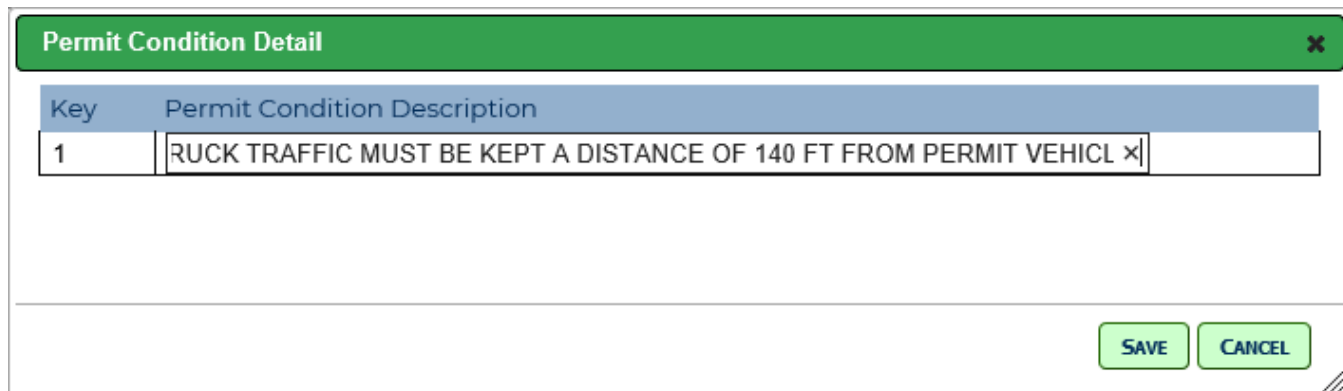 Permit Condition Detail ✖
Key Permit Condition Description
1 RUCK TRAFFIC MUST BE KEPT A DISTANCE OF 140 FT FROM PERMIT VEHICL ×
SAVE CANCEL